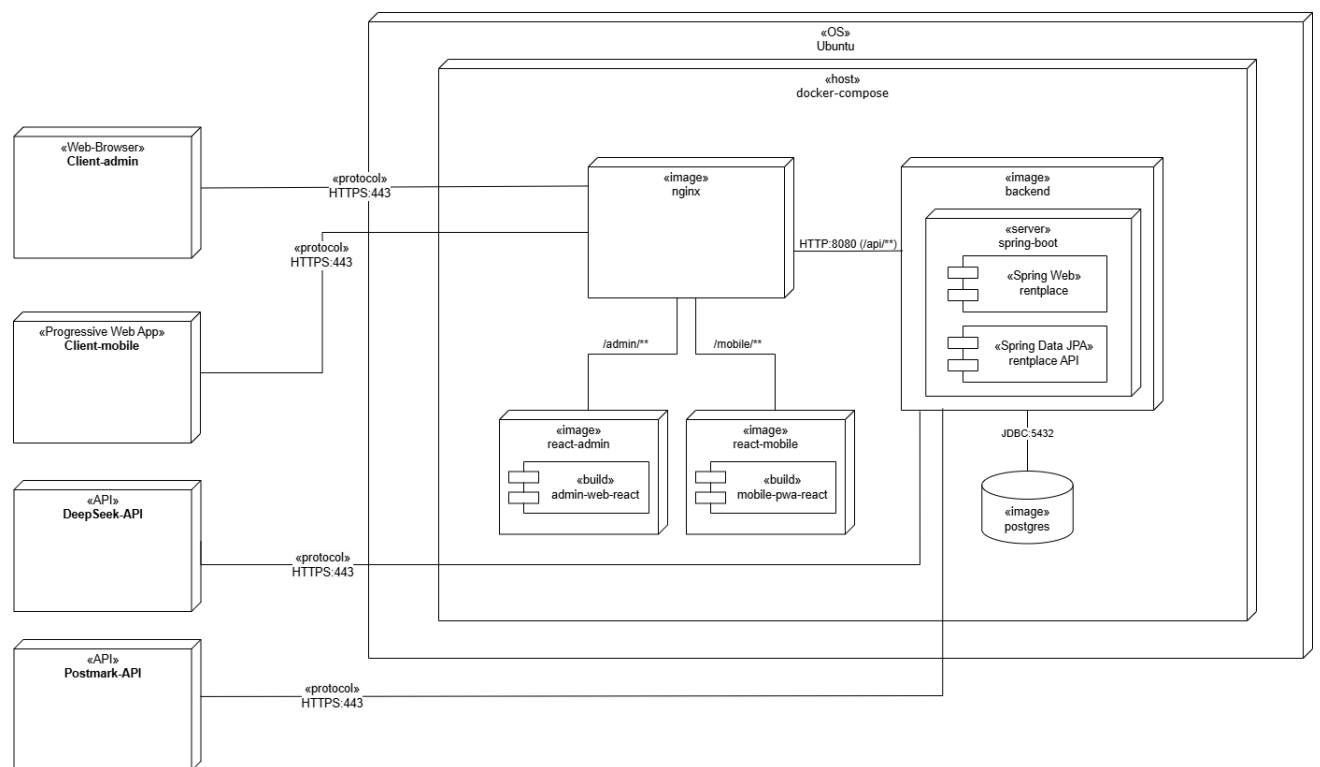 «OS»
Ubuntu
«host»
docker-compose
«Web-Browser»
Client-admin
«protocol»
HTTPS:443
«image»
nginx
«image»
backend
«server»
spring-boot
HTTP:8080 (/api/**)
«protocol»
HTTPS:443
«Spring Web»
rentplace
«Progressive Web App»
Client-mobile
/admin/**
/mobile/**
«Spring Data JPA»
rentplace API
«image»
react-admin
«image»
react-mobile
JDBC:5432
«build»
admin-web-react
«build»
mobile-pwa-react
«API»
DeepSeek-API
«image»
postgres
«protocol»
HTTPS:443
«API»
Postmark-API
«protocol»
HTTPS:443